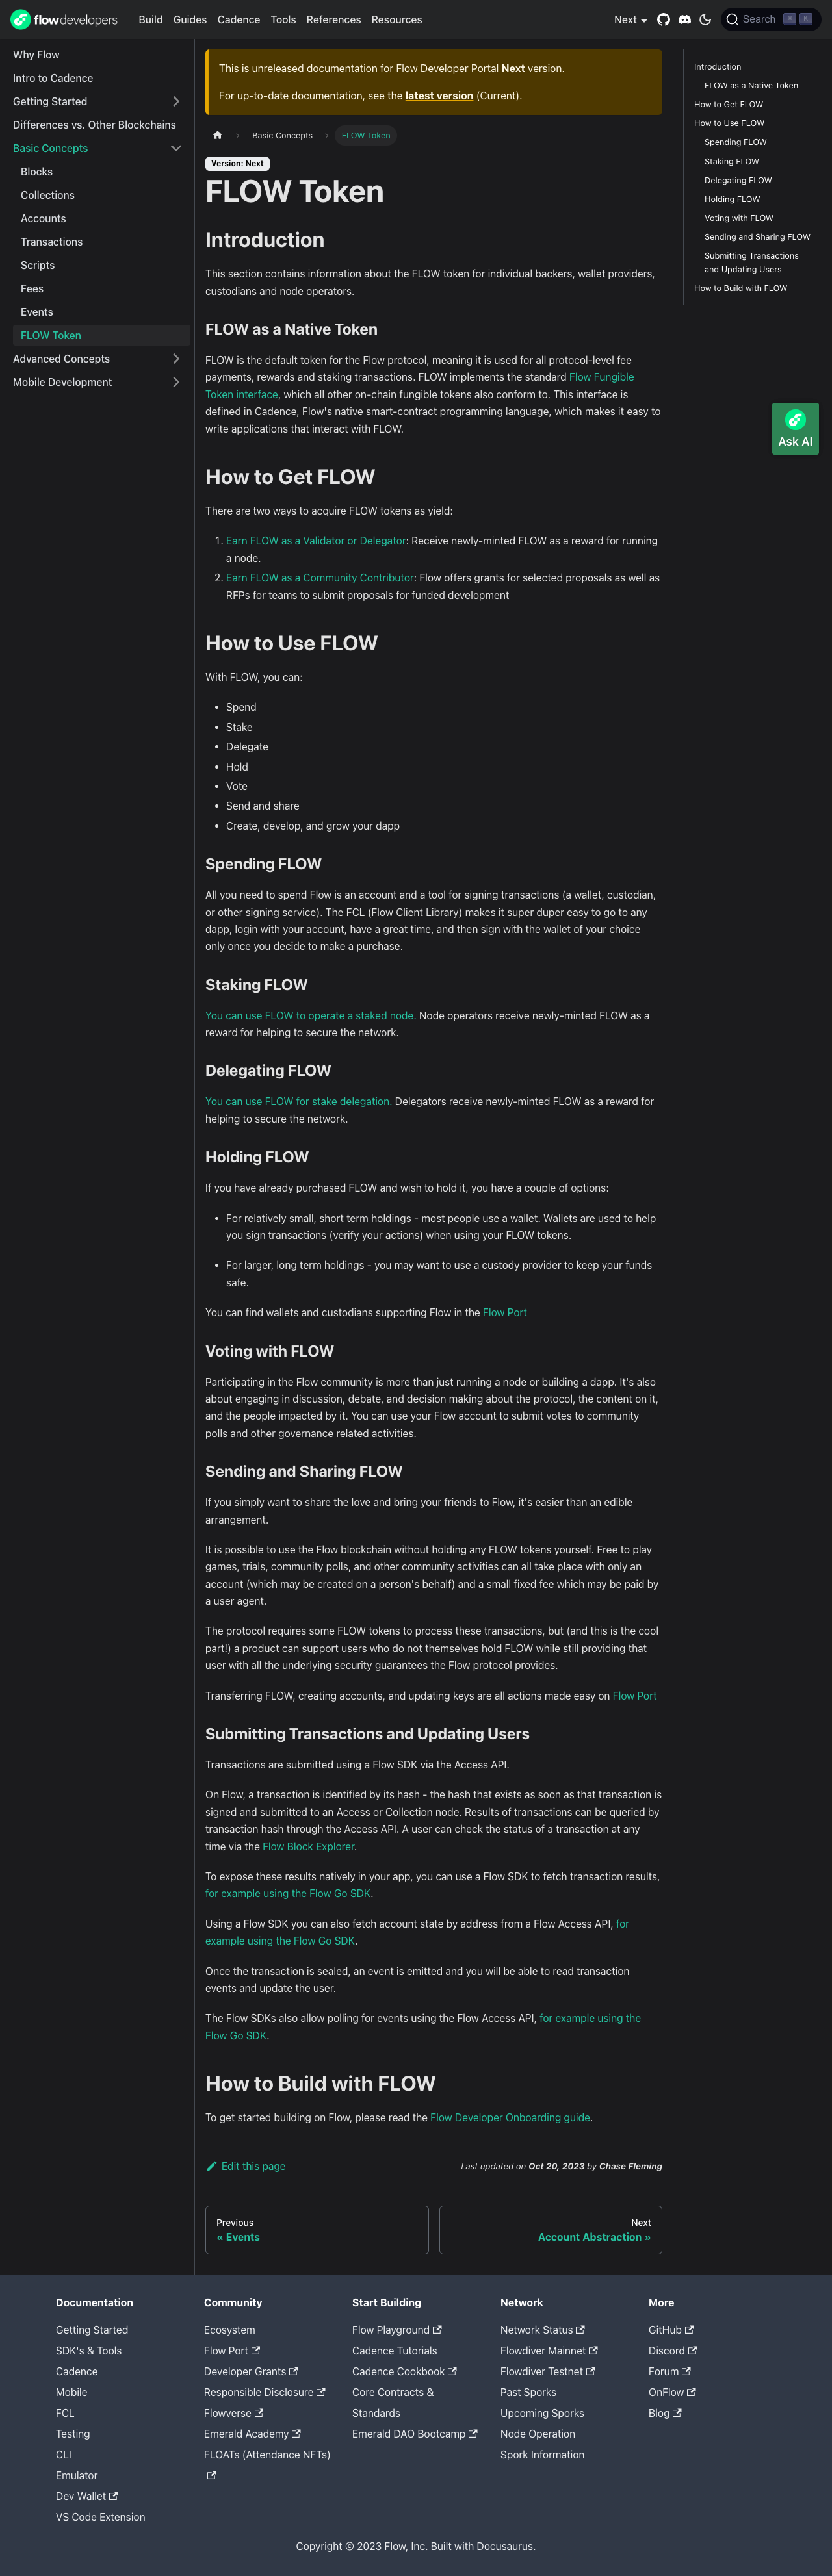 flowdevelopers
Build Guides Cadence Tools References Resources
Next
Search ⌘ K
Why Flow
Intro to Cadence
Getting Started
Differences vs. Other Blockchains
Basic Concepts
Blocks
Collections
Accounts
Transactions
Scripts
Fees
Events
FLOW Token
Advanced Concepts
Mobile Development
This is unreleased documentation for Flow Developer Portal Next version.
For up-to-date documentation, see the latest version (Current).
Basic Concepts
FLOW Token
Version: Next
FLOW Token
Introduction
This section contains information about the FLOW token for individual backers, wallet providers,
custodians and node operators.
FLOW as a Native Token
FLOW is the default token for the Flow protocol, meaning it is used for all protocol-level fee
payments, rewards and staking transactions. FLOW implements the standard Flow Fungible
Token interface, which all other on-chain fungible tokens also conform to. This interface is
defined in Cadence, Flow's native smart-contract programming language, which makes it easy to
write applications that interact with FLOW.
How to Get FLOW
There are two ways to acquire FLOW tokens as yield:
1. Earn FLOW as a Validator or Delegator: Receive newly-minted FLOW as a reward for running
a node.
2. Earn FLOW as a Community Contributor: Flow offers grants for selected proposals as well as
RFPs for teams to submit proposals for funded development
How to Use FLOW
With FLOW, you can:
• Spend
• Stake
• Delegate
• Hold
• Vote
• Send and share
• Create, develop, and grow your dapp
Spending FLOW
All you need to spend Flow is an account and a tool for signing transactions (a wallet, custodian,
or other signing service). The FCL (Flow Client Library) makes it super duper easy to go to any
dapp, login with your account, have a great time, and then sign with the wallet of your choice
only once you decide to make a purchase.
Staking FLOW
You can use FLOW to operate a staked node. Node operators receive newly-minted FLOW as a
reward for helping to secure the network.
Delegating FLOW
You can use FLOW for stake delegation. Delegators receive newly-minted FLOW as a reward for
helping to secure the network.
Holding FLOW
If you have already purchased FLOW and wish to hold it, you have a couple of options:
• For relatively small, short term holdings - most people use a wallet. Wallets are used to help
you sign transactions (verify your actions) when using your FLOW tokens.
• For larger, long term holdings - you may want to use a custody provider to keep your funds
safe.
You can find wallets and custodians supporting Flow in the Flow Port
Voting with FLOW
Participating in the Flow community is more than just running a node or building a dapp. It's also
about engaging in discussion, debate, and decision making about the protocol, the content on it,
and the people impacted by it. You can use your Flow account to submit votes to community
polls and other governance related activities.
Sending and Sharing FLOW
If you simply want to share the love and bring your friends to Flow, it's easier than an edible
arrangement.
It is possible to use the Flow blockchain without holding any FLOW tokens yourself. Free to play
games, trials, community polls, and other community activities can all take place with only an
account (which may be created on a person's behalf) and a small fixed fee which may be paid by
a user agent.
The protocol requires some FLOW tokens to process these transactions, but (and this is the cool
part!) a product can support users who do not themselves hold FLOW while still providing that
user with all the underlying security guarantees the Flow protocol provides.
Transferring FLOW, creating accounts, and updating keys are all actions made easy on Flow Port
Submitting Transactions and Updating Users
Transactions are submitted using a Flow SDK via the Access API.
On Flow, a transaction is identified by its hash - the hash that exists as soon as that transaction is
signed and submitted to an Access or Collection node. Results of transactions can be queried by
transaction hash through the Access API. A user can check the status of a transaction at any
time via the Flow Block Explorer.
To expose these results natively in your app, you can use a Flow SDK to fetch transaction results,
for example using the Flow Go SDK.
Using a Flow SDK you can also fetch account state by address from a Flow Access API, for
example using the Flow Go SDK.
Once the transaction is sealed, an event is emitted and you will be able to read transaction
events and update the user.
The Flow SDKs also allow polling for events using the Flow Access API, for example using the
Flow Go SDK.
How to Build with FLOW
To get started building on Flow, please read the Flow Developer Onboarding guide.
Edit this page
Last updated on Oct 20, 2023 by Chase Fleming
Previous
« Events
Next
Account Abstraction »
Introduction
FLOW as a Native Token
How to Get FLOW
How to Use FLOW
Spending FLOW
Staking FLOW
Delegating FLOW
Holding FLOW
Voting with FLOW
Sending and Sharing FLOW
Submitting Transactions
and Updating Users
How to Build with FLOW
Ask AI
Documentation
Getting Started
SDK's & Tools
Cadence
Mobile
FCL
Testing
CLI
Emulator
Dev Wallet
VS Code Extension
Community
Ecosystem
Flow Port
Developer Grants
Responsible Disclosure
Flowverse
Emerald Academy
FLOATs (Attendance NFTs)
Start Building
Flow Playground
Cadence Tutorials
Cadence Cookbook
Core Contracts &
Standards
Emerald DAO Bootcamp
Network
Network Status
Flowdiver Mainnet
Flowdiver Testnet
Past Sporks
Upcoming Sporks
Node Operation
Spork Information
More
GitHub
Discord
Forum
OnFlow
Blog
Copyright © 2023 Flow, Inc. Built with Docusaurus.